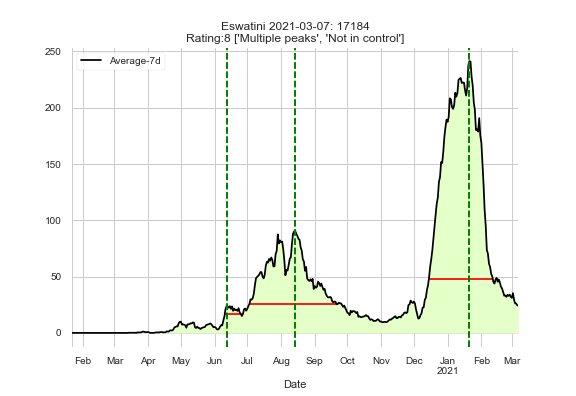 Eswatini 2021-03-07: 17184
Rating:8 ['Multiple peaks', 'Not in control']
Average-7d
250
200
150
100
50
0
Feb Mar Apr May Jun Jul Aug Sep Oct Nov Dec Jan Feb Mar
2021
Date